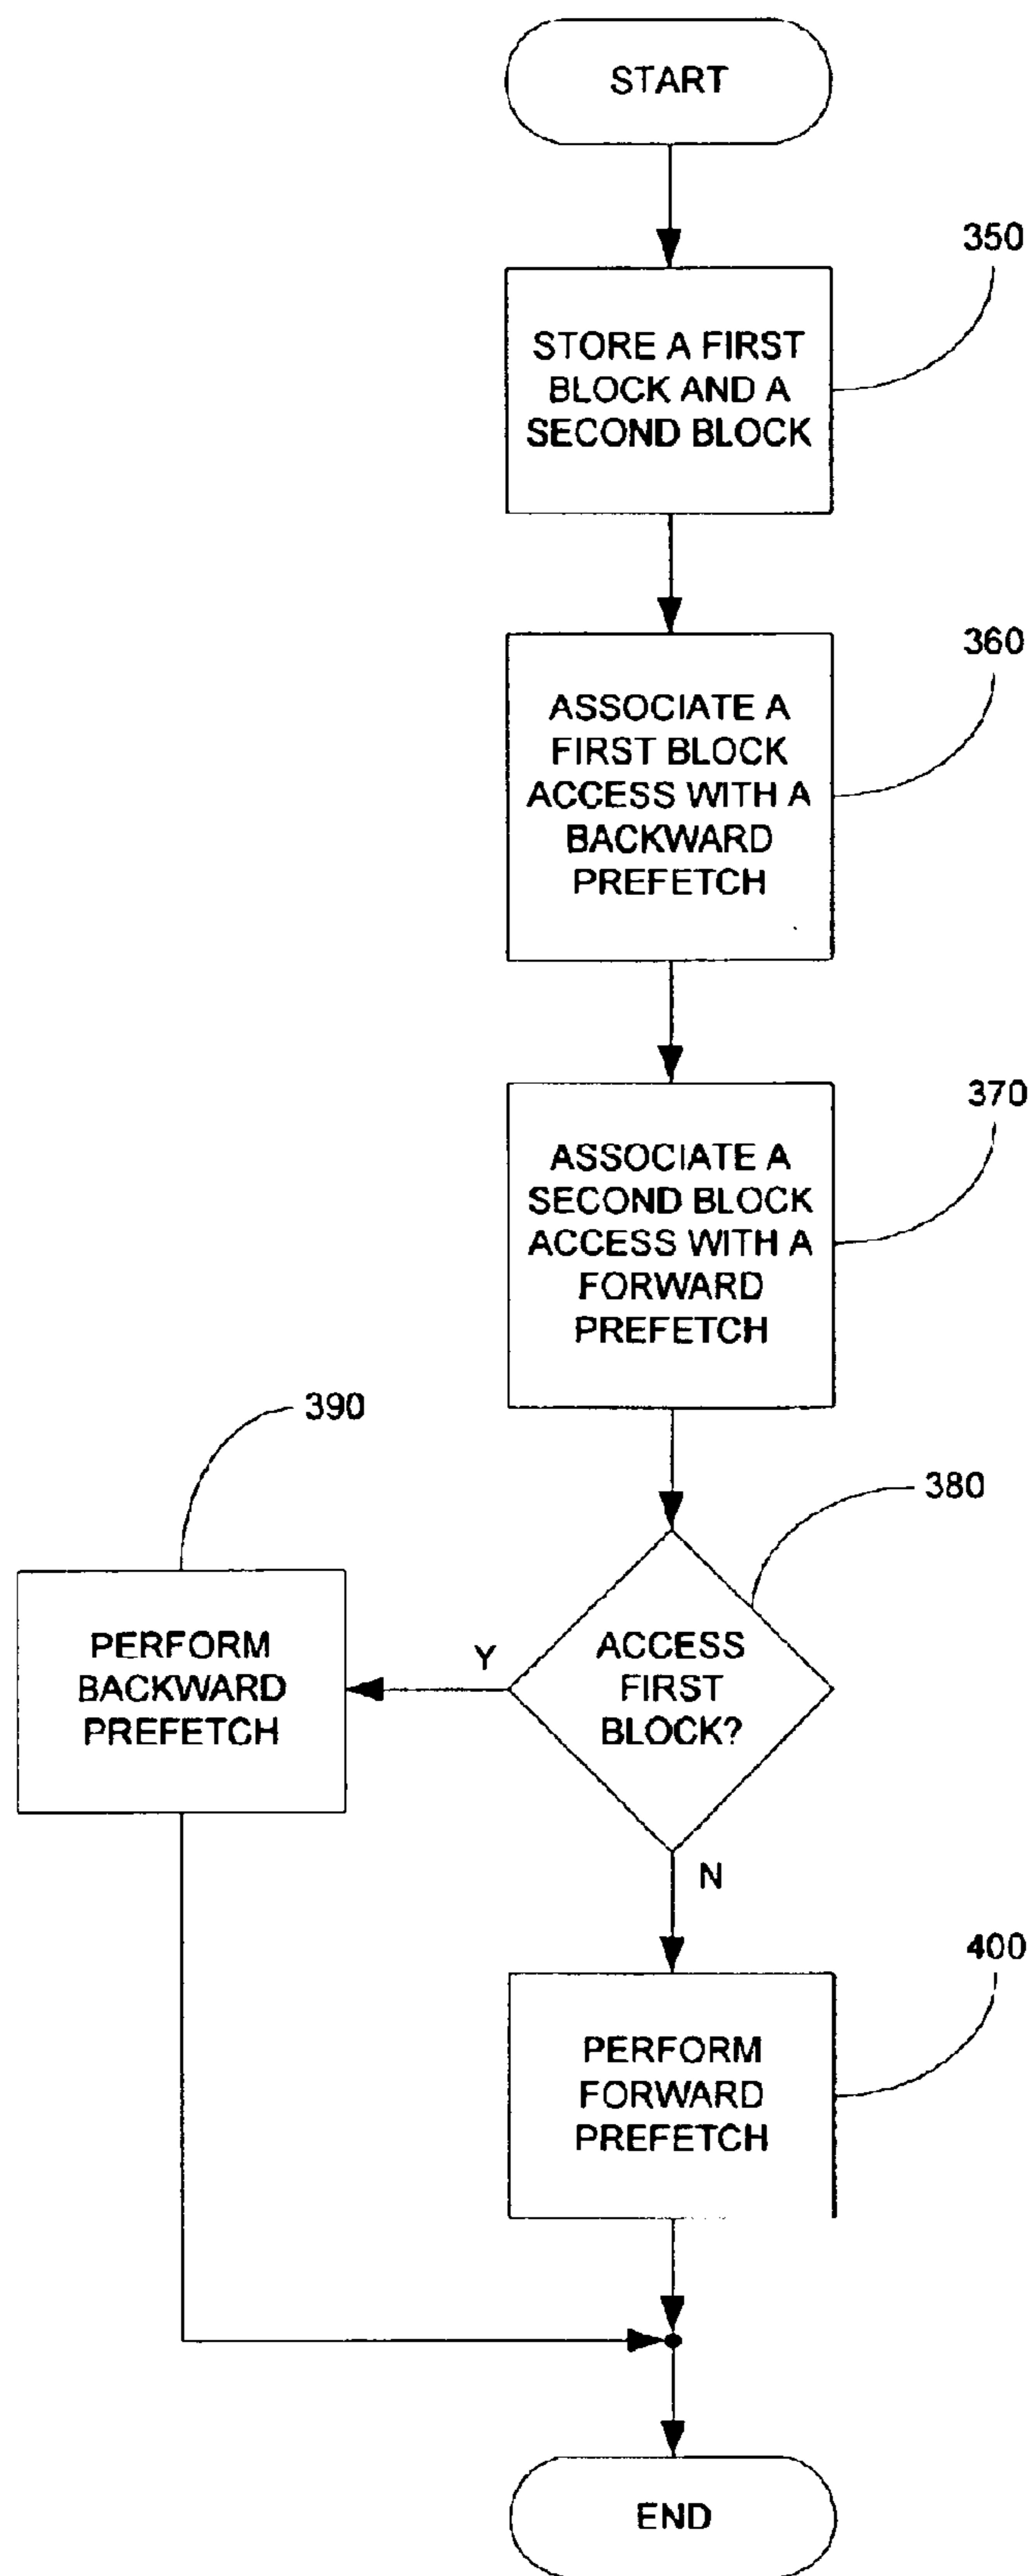 START
350
STORE A FIRST
BLOCK AND A
SECOND BLOCK
360
ASSOCIATE A
FIRST BLOCK
ACCESS WITH A
BACKWARD
PREFETCH
370
ASSOCIATE A
SECOND BLOCK
ACCESS WITH A
FORWARD
PREFETCH
390
380
PERFORM
BACKWARD
PREFETCH
Y
ACCESS
FIRST
BLOCK?
N
400
PERFORM
FORWARD
PREFETCH
END